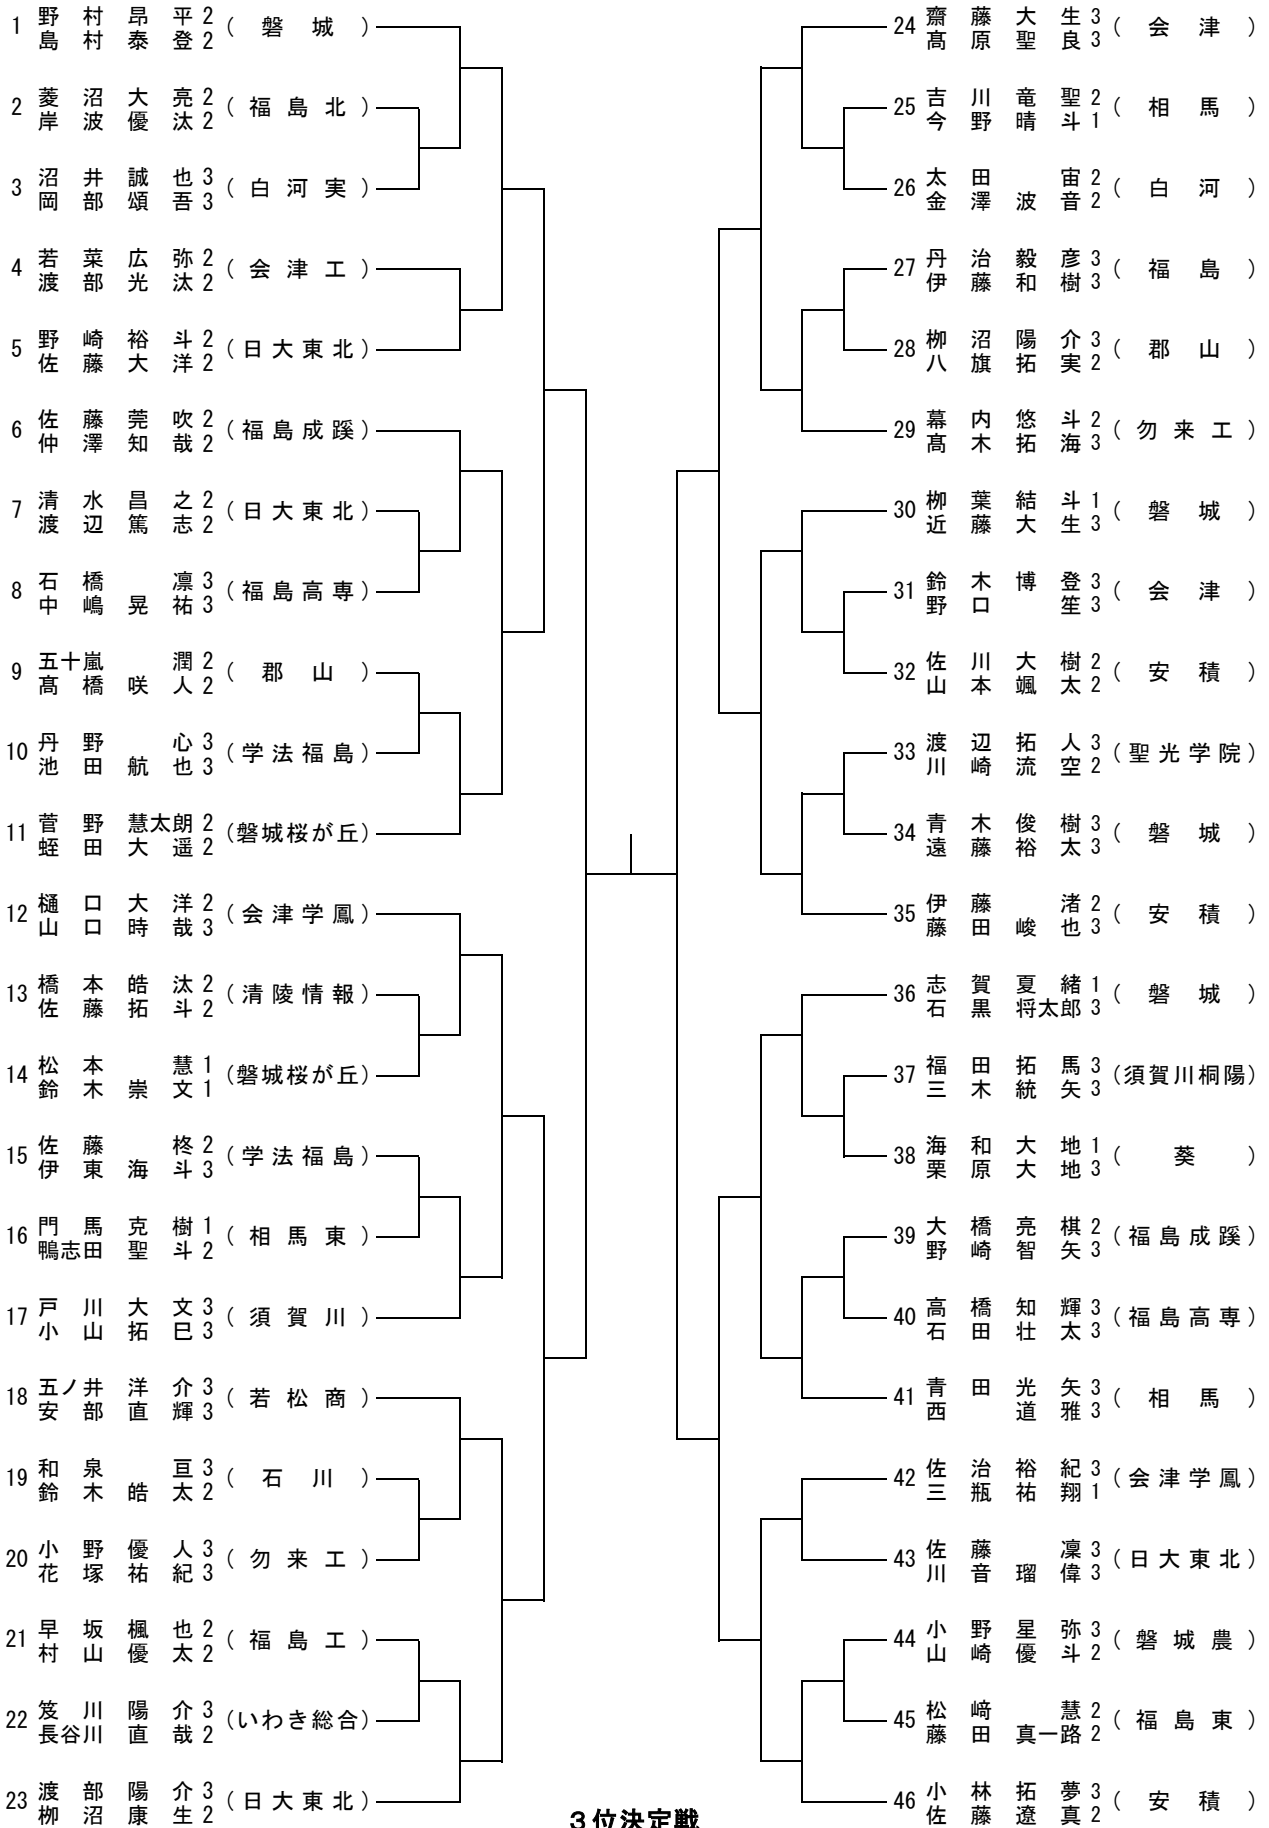 1 野村昂平 2 (磐城)
島村泰登 2
2 菱沼大亮 2 (福島北)
岸波優汰 2
3 沼井誠也 3 (白河実)
岡部頌吾 3
4 若菜広弥 2 (会津工)
渡部光汰 2
5 野崎裕斗 2 (日大東北)
佐藤大洋 2
6 佐藤莞吹 2 (福島成蹊)
仲澤知哉 2
7 清水昌之 2 (日大東北)
渡辺篤志 2
8 石橋凛 3 (福島高専)
中嶋晃祐 3
9 五十嵐潤 2 (郡山)
髙橋咲人 2
10 丹野心 3 (学法福島)
池田航也 3
11 菅野慧太朗 2 (磐城桜が丘)
蛭田大遥 2
12 樋口大洋 2 (会津学鳳)
山口時哉 3
13 橋本皓汰 2 (清陵情報)
佐藤拓斗 2
14 松本慧 1 (磐城桜が丘)
鈴木崇文 1
15 佐藤柊 2 (学法福島)
伊東海斗 3
16 門馬克樹 1 (相馬東)
鴨志田聖斗 2
17 戸川大文 3 (須賀川)
小山拓巳 3
18 五ノ井洋介 3 (若松商)
安部直輝 3
19 和泉亘 3 (石川)
鈴木皓太 2
20 小野優人 3 (勿来工)
花塚祐紀 3
21 早坂楓也 2 (福島工)
村山優太 2
22 笈川陽介 3 (いわき総合)
長谷川直哉 2
23 渡部陽介 3 (日大東北)
柳沼康生 2
24 齋藤大生 3 (会津)
髙原聖良 3
25 吉川竜聖 2 (相馬)
今野晴斗 1
26 太田宙 2 (白河)
金澤波音 2
27 丹治毅彦 3 (福島)
伊藤和樹 3
28 栁沼陽介 3 (郡山)
八旗拓実 2
29 幕内悠斗 2 (勿来工)
髙木拓海 3
30 栁葉結斗 1 (磐城)
近藤大生 3
31 鈴木博登 3 (会津)
野口笙 3
32 佐川大樹 2 (安積)
山本颯太 2
33 渡辺拓人 3 (聖光学院)
川崎流空 2
34 青木俊樹 3 (磐城)
遠藤裕太 3
35 伊藤渚 2 (安積)
藤田峻也 3
36 志賀夏緒 1 (磐城)
石黒将太郎 3
37 福田拓馬 3 (須賀川桐陽)
三木統矢 3
38 海和大地 1 (葵)
栗原大地 3
39 大橋亮棋 2 (福島成蹊)
野崎智矢 3
40 高橋知輝 3 (福島高専)
石田壮太 3
41 青田光矢 3 (相馬)
西道雅 3
42 佐治裕紀 3 (会津学鳳)
三瓶祐翔 1
43 佐藤凜 3 (日大東北)
川音瑠偉 3
44 小野星弥 3 (磐城農)
山崎優斗 2
45 松﨑慧 2 (福島東)
藤田真一路 2
46 小林拓夢 3 (安積)
佐藤遼真 2
３位決定戦